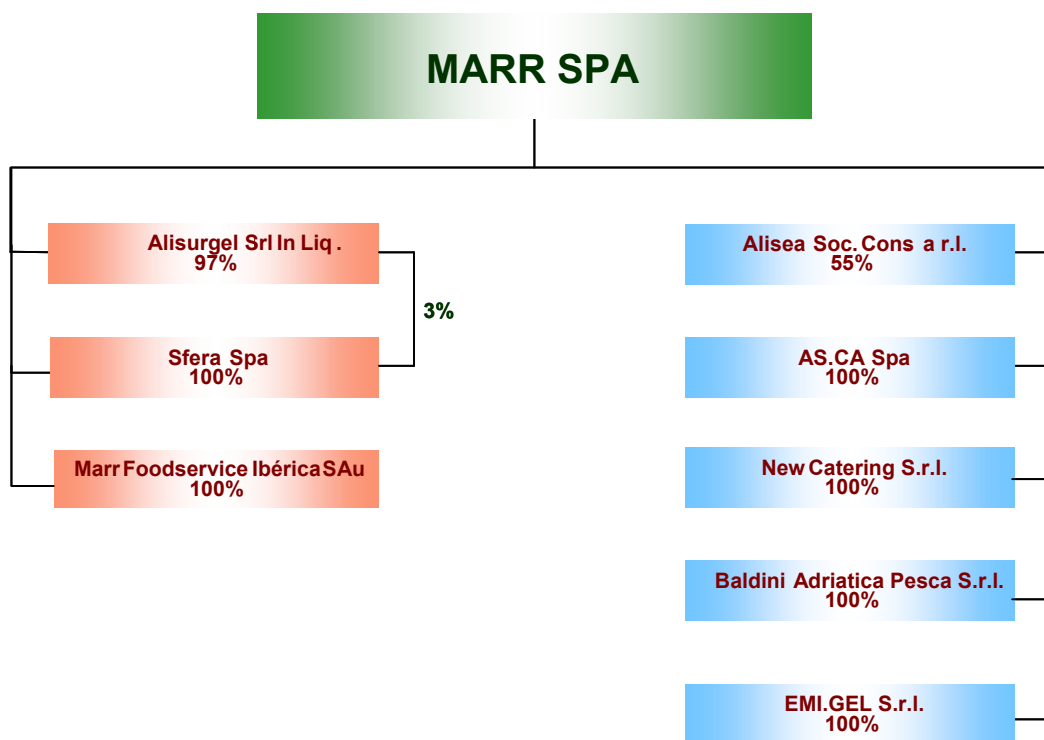 MARR SPA
Alisurgel Srl In Liq .
97%
3%
Sfera Spa
100%
Marr Foodservice Ibérica SAu
100%
Alisea Soc. Cons a r.l.
55%
AS.CA Spa
100%
New Catering S.r.l.
100%
Baldini Adriatica Pesca S.r.l.
100%
EMI.GEL S.r.l.
100%